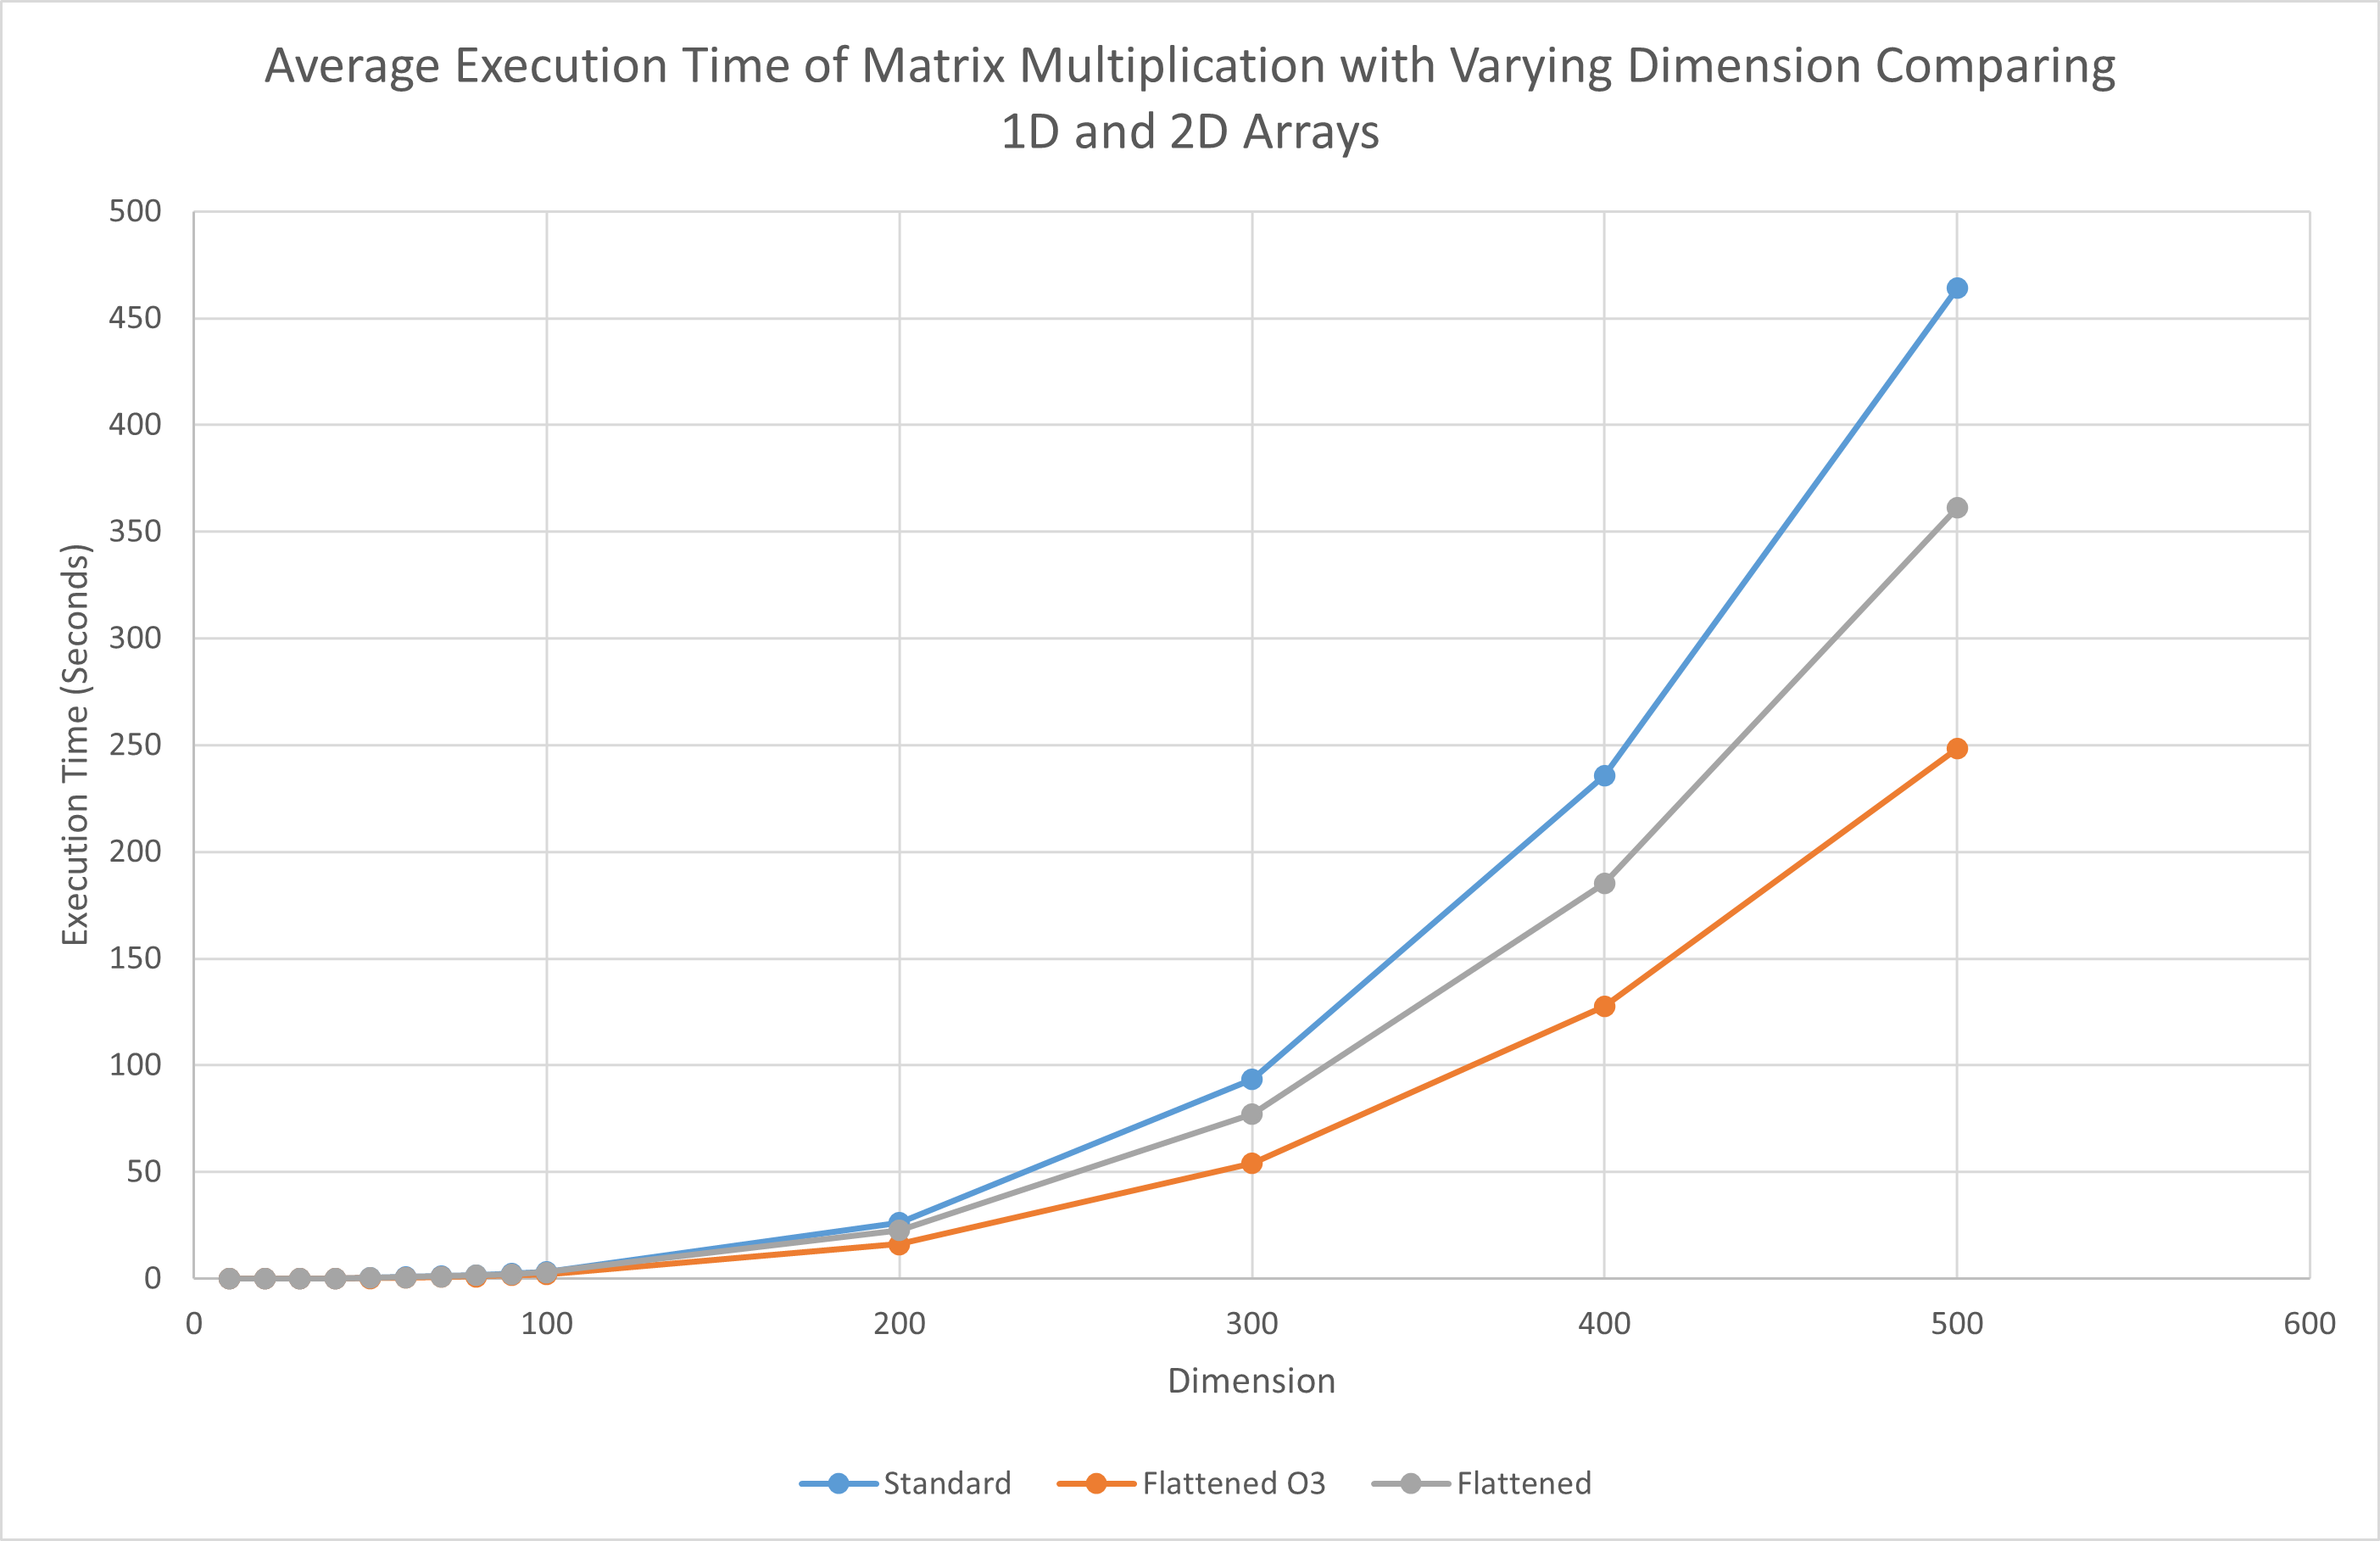 Average Execution Time of Matrix Multiplication with Varying Dimension Comparing
1D and 2D Arrays
500
450
400
350
300
250
200
150
100
50
0
Execution Time (Seconds)
0 100 200 300 400 500 600
Dimension
Standard Flattened O3 Flattened